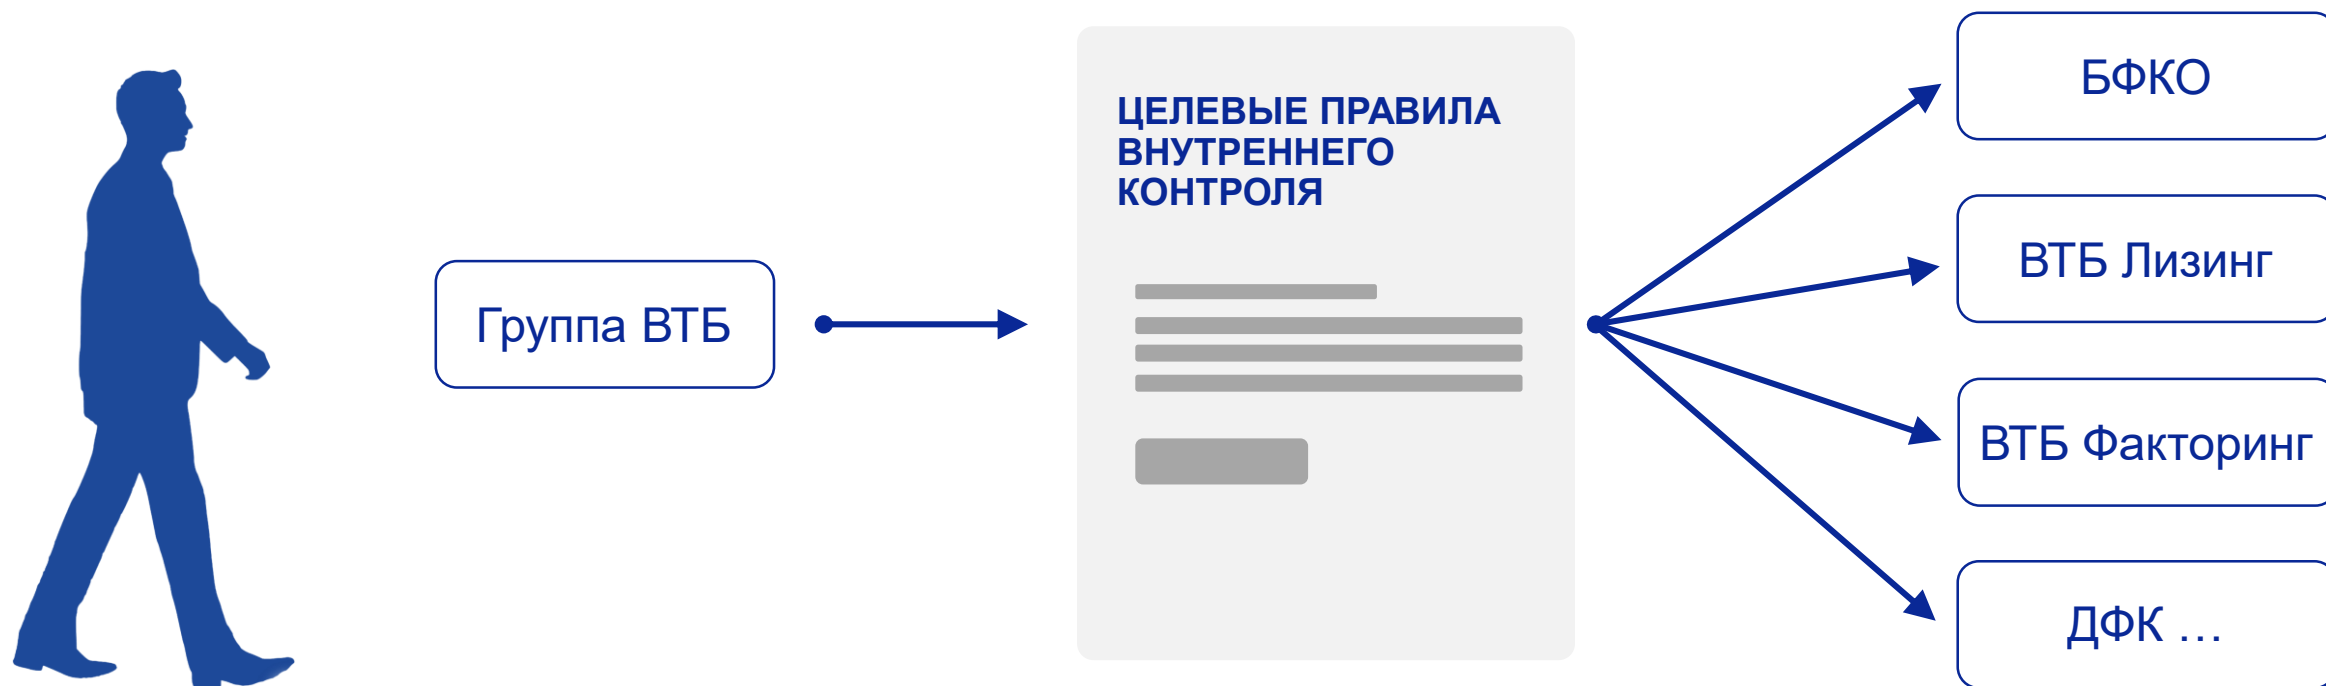 Группа ВТБ
ЦЕЛЕВЫЕ ПРАВИЛА
ВНУТРЕННЕГО
КОНТРОЛЯ
БФКО
ВТБ Лизинг
ВТБ Факторинг
ДФК ...